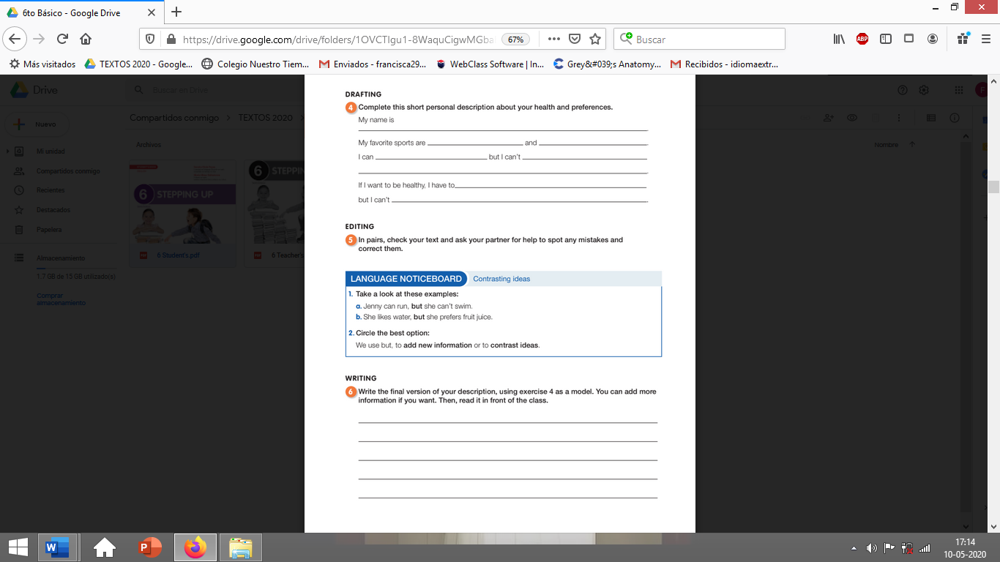 6to Básico - Google Drive
https://drive.google.com/drive/folders/1OVCTIgu1-8WaquCigwMGba
67%
Buscar
Más visitados
TEXTOS 2020 - Google...
Colegio Nuestro Tiem...
Enviados - francisca29...
WebClass Software | In...
Grey&#039;s Anatomy...
Recibidos - idiomaextr...
Drive
Buscar en Drive
Nuevo
Mi unidad
Compartidos conmigo
Recientes
Destacados
Papelera
Almacenamiento
1.7 GB de 15 GB utilizado(s)
Comprar
almacenamiento
Compartidos conmigo > TEXTOS 2020 >
Archivos
Nombre
6 STEPPING UP
6 Student's.pdf
6 STEPPIN
6 Teacher's
DRAFTING
4 Complete this short personal description about your health and preferences.
My name is
My favorite sports are and
I can but I can't
If I want to be healthy, I have to
but I can't
EDITING
5 In pairs, check your text and ask your partner for help to spot any mistakes and
correct them.
LANGUAGE NOTICEBOARD Contrasting ideas
1. Take a look at these examples:
a. Jenny can run, but she can't swim.
b. She likes water, but she prefers fruit juice.
2. Circle the best option:
We use but, to add new information or to contrast ideas.
WRITING
6 Write the final version of your description, using exercise 4 as a model. You can add more
information if you want. Then, read it in front of the class.
17:14
10-05-2020